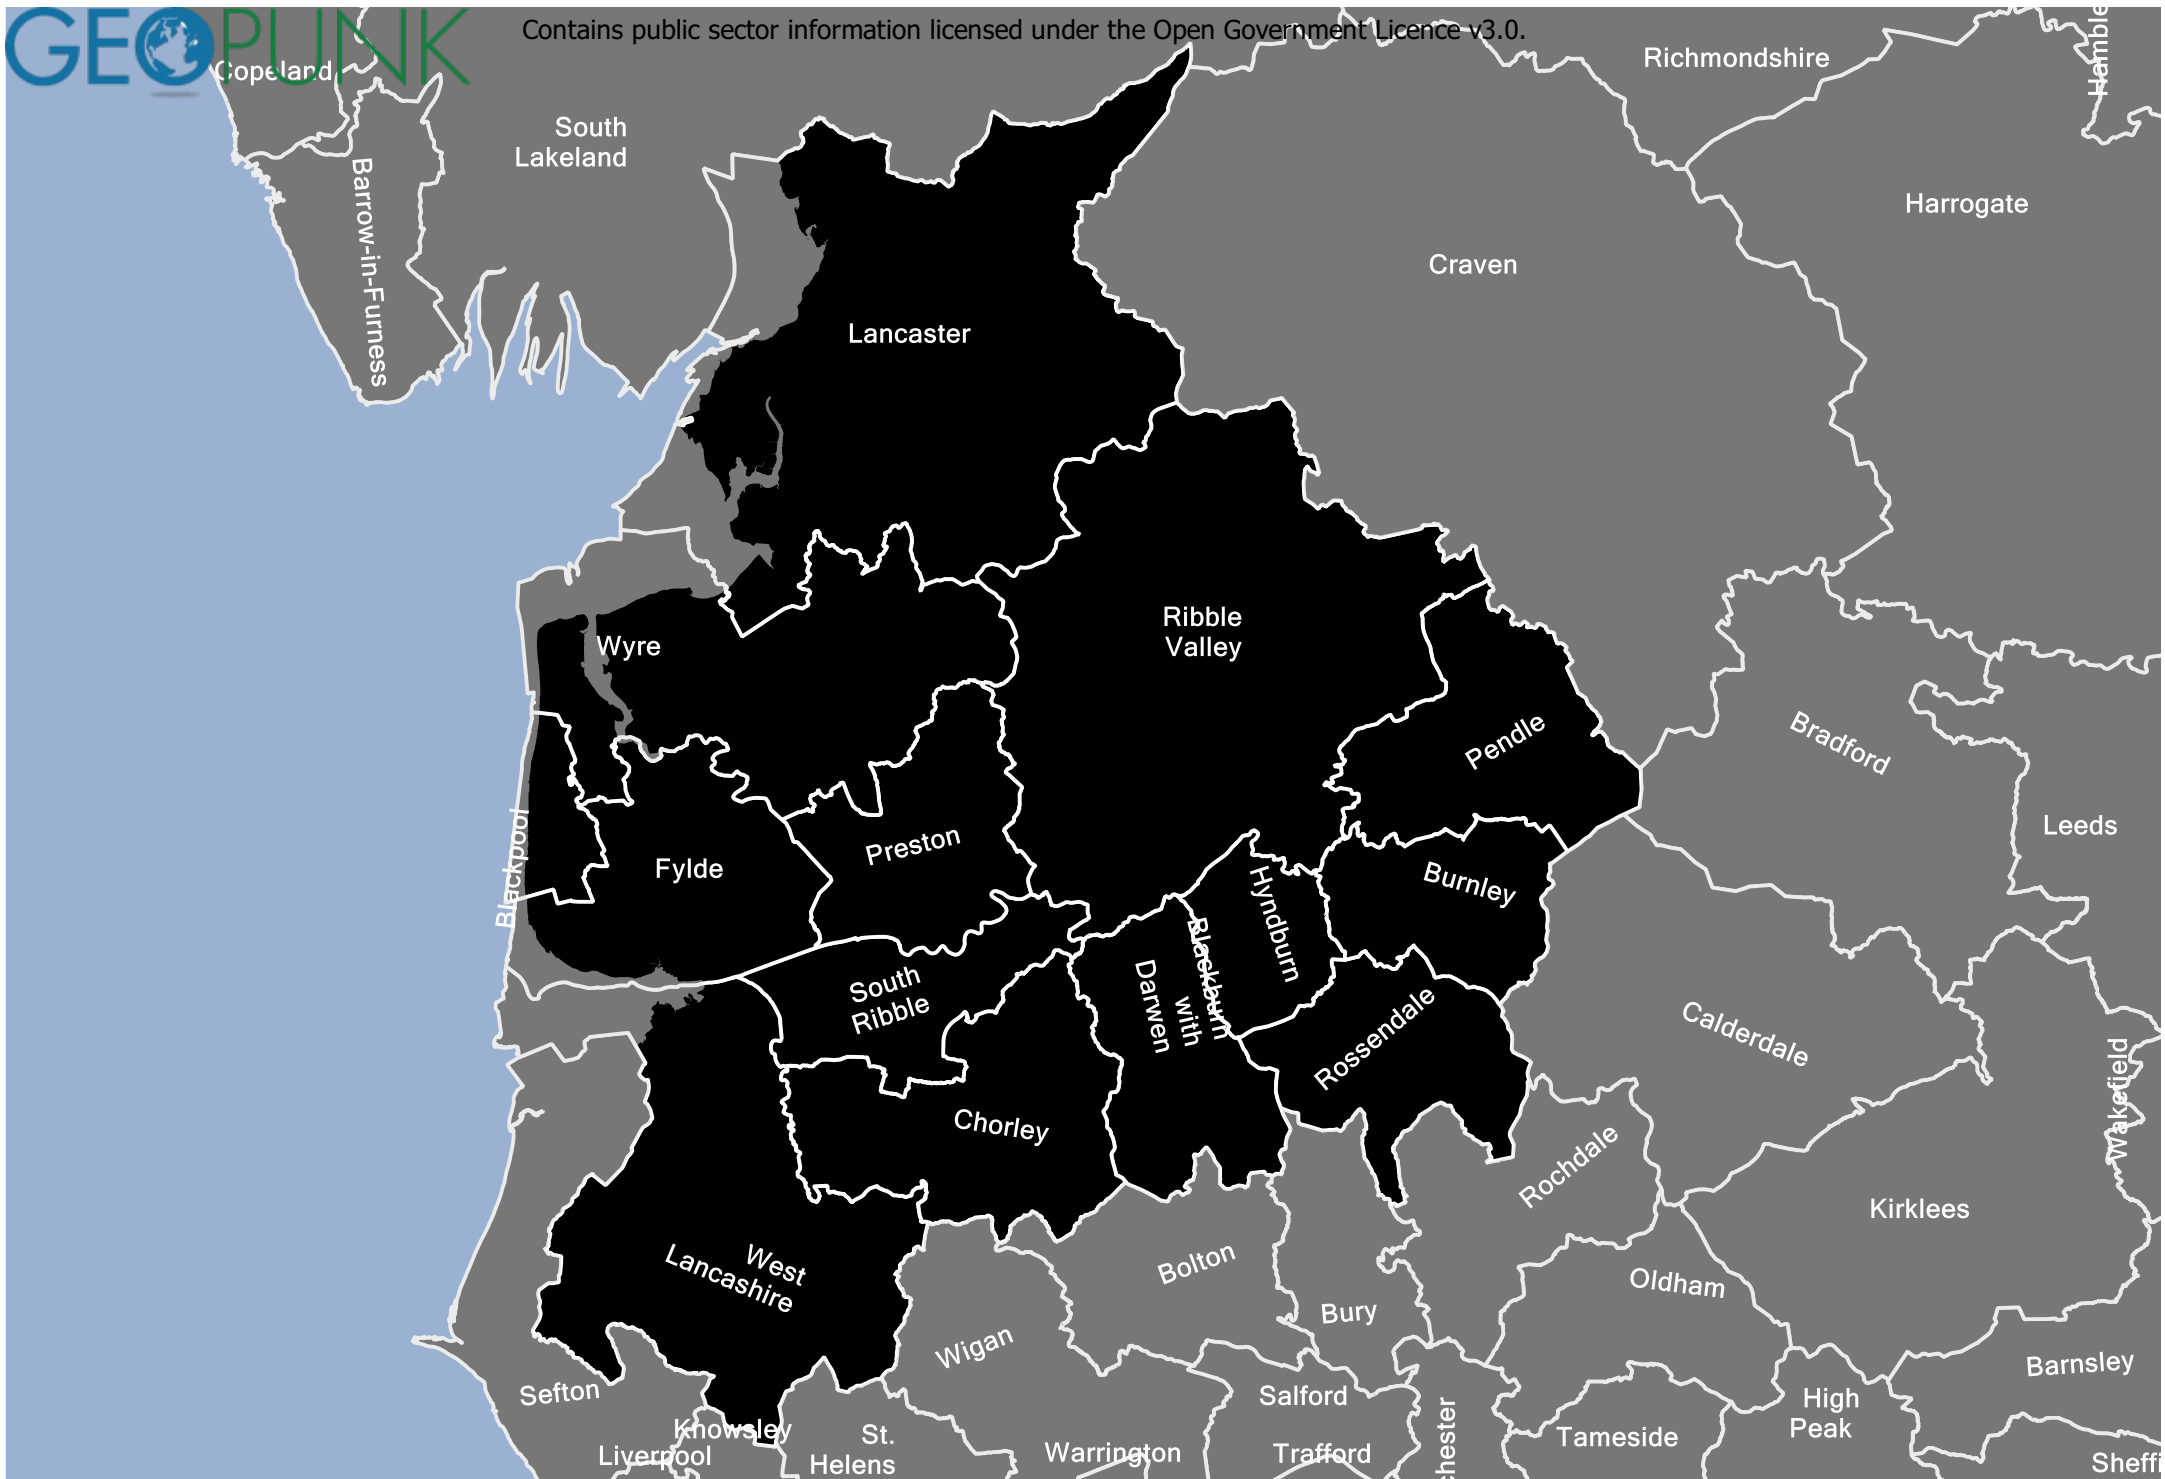 GEOPUNK
Contains public sector information licensed under the Open Government Licence v3.0.
Copeland
Richmondshire
Hamble
South
Lakeland
Barrow-in-Furness
Harrogate
Craven
Lancaster
Ribble
Valley
Wyre
Pendle
Bradford
Leeds
Blackpool
Fylde
Preston
Burnley
Hyndburn
Blackburn
with
Darwen
South
Ribble
Rossendale
Calderdale
Wakefield
Chorley
Rochdale
Kirklees
West
Lancashire
Bolton
Oldham
Bury
Wigan
Barnsley
Sefton
Salford
High
Peak
Knowsley
Liverpool
St.
Helens
Warrington
Trafford
chester
Tameside
Sheffi